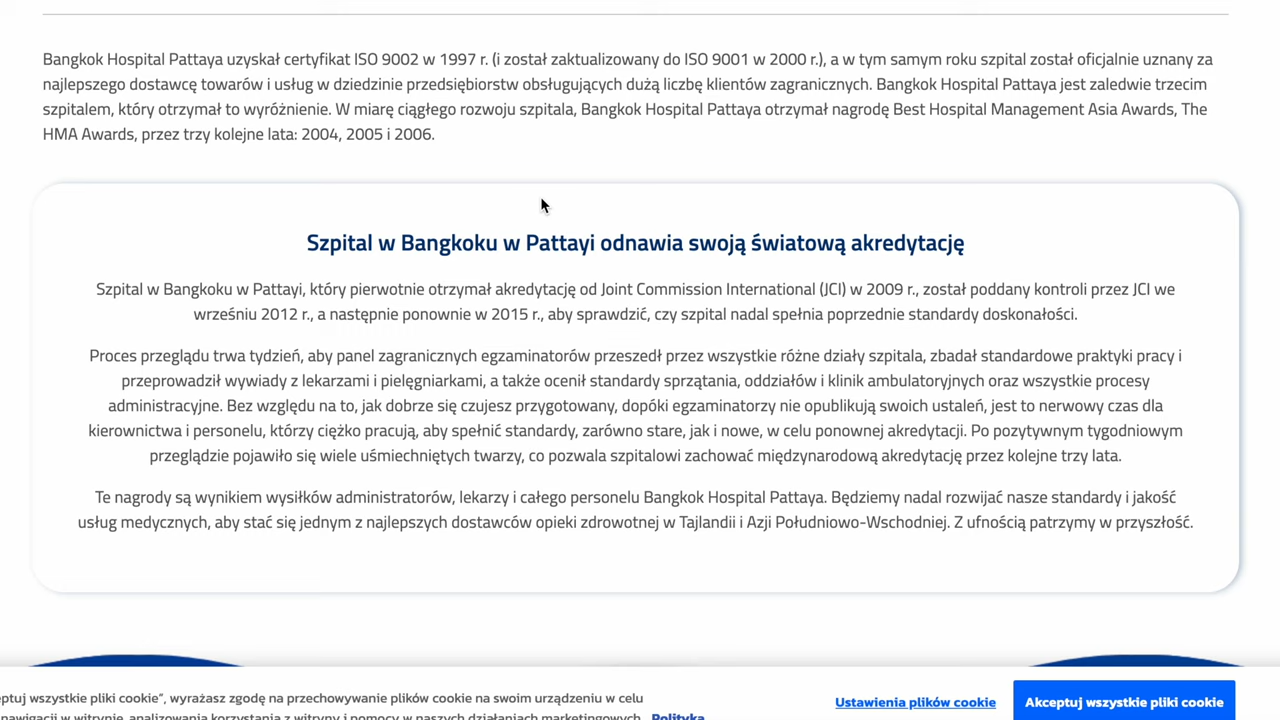 Bangkok Hospital Pattaya uzyskał certyfikat ISO 9002 w 1997 r. (i został zaktualizowany do ISO 9001 w 2000 r.), a w tym samym roku szpital został oficjalnie uznany za
najlepszego dostawcę towarów i usług w dziedzinie przedsiębiorstw obsługujących dużą liczbę klientów zagranicznych. Bangkok Hospital Pattaya jest zaledwie trzecim
szpitalem, który otrzymał to wyróżnienie. W miarę ciągłego rozwoju szpitala, Bangkok Hospital Pattaya otrzymał nagrodę Best Hospital Management Asia Awards, The
HMA Awards, przez trzy kolejne lata: 2004, 2005 i 2006.
Szpital w Bangkoku w Pattayi odnawia swoją światową akredytację
Szpital w Bangkoku w Pattayi, który pierwotnie otrzymał akredytację od Joint Commission International (JCI) w 2009 r., został poddany kontroli przez JCI we
wrześniu 2012 r., a następnie ponownie w 2015 r., aby sprawdzić, czy szpital nadal spełnia poprzednie standardy doskonałości.
Proces przeglądu trwa tydzień, aby panel zagranicznych egzaminatorów przeszedł przez wszystkie różne działy szpitala, zbadał standardowe praktyki pracy i
przeprowadził wywiady z lekarzami i pielęgniarkami, a także ocenił standardy sprzątania, oddziałów i klinik ambulatoryjnych oraz wszystkie procesy
administracyjne. Bez względu na to, jak dobrze się czujesz przygotowany, dopóki egzaminatorzy nie opublikują swoich ustaleń, jest to nerwowy czas dla
kierownictwa i personelu, którzy ciężko pracują, aby spełnić standardy, zarówno stare, jak i nowe, w celu ponownej akredytacji. Po pozytywnym tygodniowym
przeglądzie pojawiło się wiele uśmiechniętych twarzy, co pozwala szpitalowi zachować międzynarodową akredytację przez kolejne trzy lata.
Te nagrody są wynikiem wysiłków administratorów, lekarzy i całego personelu Bangkok Hospital Pattaya. Będziemy nadal rozwijać nasze standardy i jakość
usług medycznych, aby stać się jednym z najlepszych dostawców opieki zdrowotnej w Tajlandii i Azji Południowo-Wschodniej. Z ufnością patrzymy w przyszłość.
ptuj wszystkie pliki cookie", wyrażasz zgodę na przechowywanie plików cookie na swoim urządzeniu w celu
nawigacji w witrynie, analizowania korzystania z witryny i pomocy w naszych działaniach marketingowych. Polityka
Ustawienia plików cookie
Akceptuj wszystkie pliki cookie